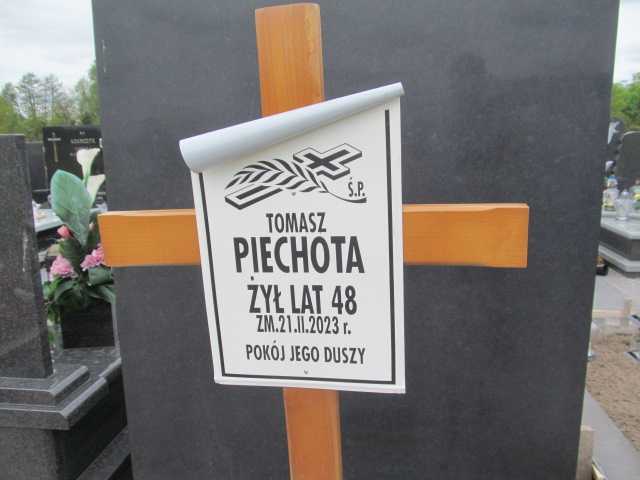 Ś.P.
TOMASZ
PIECHOTA
ŻYŁ LAT 48
ZM.21.II.2023 r.
POKÓJ JEGO DUSZY